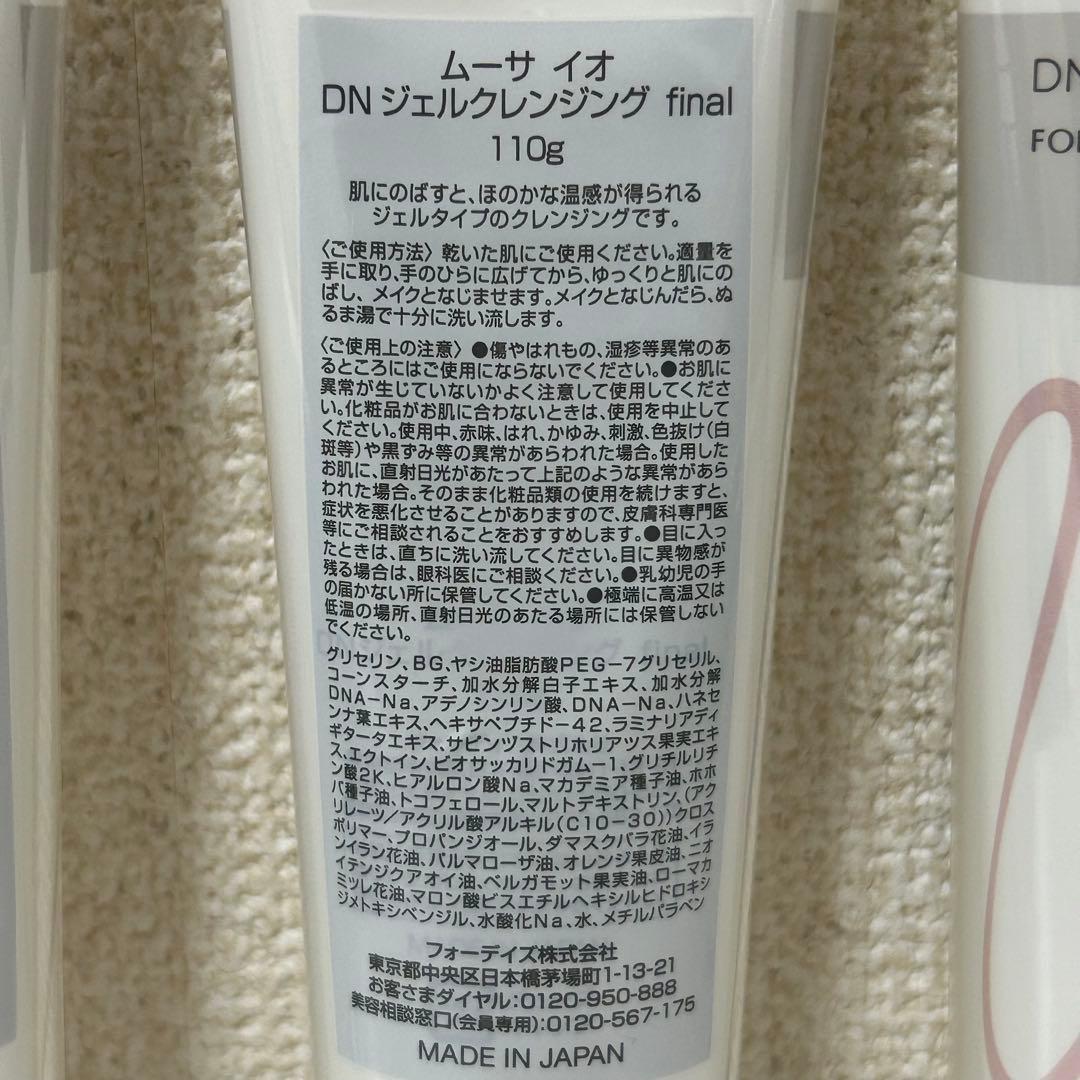 ムーサ イオ
DNジェルクレンジング final
110g
肌にのばすと、ほのかな温感が得られる
ジェルタイプのクレンジングです。
〈ご使用方法〉乾いた肌にご使用ください。適量を
手に取り、手のひらに広げてから、ゆっくりと肌にの
ばし、メイクとなじませます。メイクとなじんだら、ぬ
るま湯で十分に洗い流します。
〈ご使用上の注意〉●傷やはれもの、湿疹等異常のあ
るところにはご使用にならないでください。●お肌に
異常が生じていないかよく注意して使用してくださ
い。化粧品がお肌に合わないときは、使用を中止して
ください。使用中、赤味、はれ、かゆみ、刺激、色抜け(白
斑等)や黒ずみ等の異常があらわれた場合。使用した
お肌に、直射日光があたって上記のような異常があら
われた場合。そのまま化粧品類の使用を続けますと、
症状を悪化させることがありますので、皮膚科専門医
等にご相談されることをおすすめします。●目に入っ
たときは、直ちに洗い流してください。目に異物感が
残る場合は、眼科医にご相談ください。●乳幼児の手
の届かない所に保管してください。●極端に高温又は
低温の場所、直射日光のあたる場所には保管しない
でください。
グリセリン、BG、ヤシ油脂肪酸PEG-7グリセリル、
コーンスターチ、加水分解白子エキス、加水分解
DNA-Na、アデノシンリン酸、DNA-Na、ハネセ
ンナ葉エキス、ヘキサペプチド-42、ラミナリアディ
ギタータエキス、サピンヅストリホリアツス果実エキ
ス、エクトイン、ビオサッカリドガム-1、グリチルリチ
ン酸2K、ヒアルロン酸Na、マカデミア種子油、ホホ
バ種子油、トコフェロール、マルトデキストリン、(アク
リレーツ/アクリル酸アルキル(C10-30))クロス
ポリマー、プロパンジオール、ダマスクバラ花油、イラ
ンイラン花油、パルマローザ油、オレンジ果皮油、ニオ
イテンジクアオイ油、ベルガモット果実油、ローマカ
ミツレ花油、マロン酸ビスエチルヘキシルヒドロキシ
ジメトキシベンジル、水酸化Na、水、メチルパラベン
フォーデイズ株式会社
東京都中央区日本橋茅場町1-13-21
お客さまダイヤル:0120-950-888
美容相談窓口(会員専用):0120-567-175
MADE IN JAPAN
DN